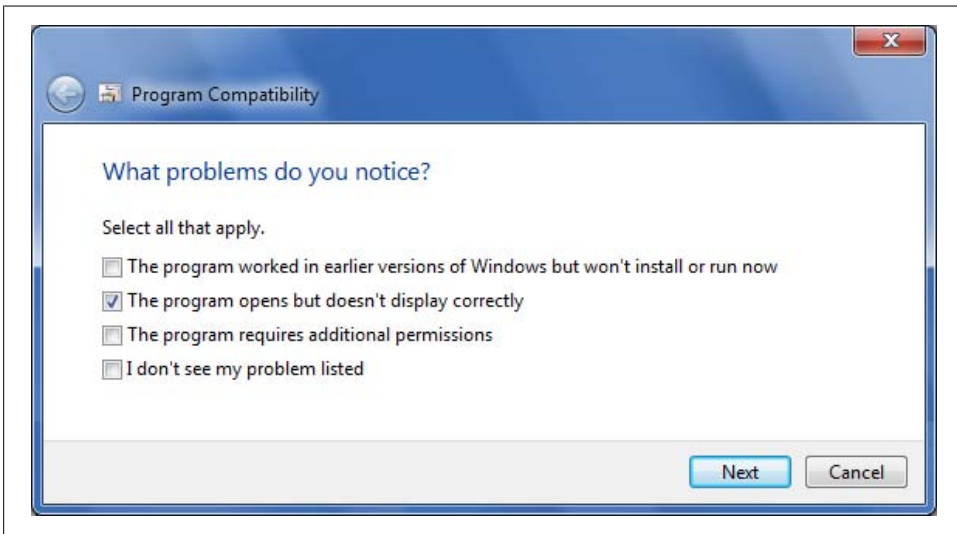 Program Compatibility
What problems do you notice?
Select all that apply.
The program worked in earlier versions of Windows but won't install or run now
The program opens but doesn't display correctly
The program requires additional permissions
I don't see my problem listed
Next Cancel